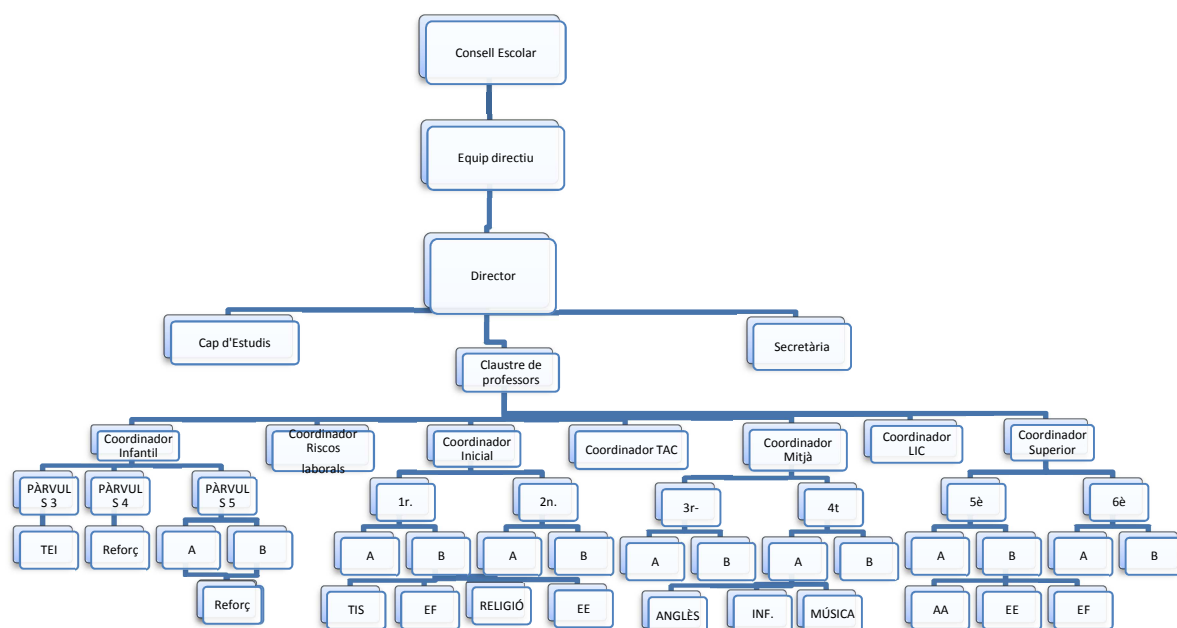 Consell Escolar
Equip directiu
Director
Cap d'Estudis
Secretària
Claustre de
professors
Coordinador
Infantil
Coordinador
Riscos
laborals
Coordinador
Inicial
Coordinador TAC
Coordinador
Mitjà
Coordinador
LIC
Coordinador
Superior
PÀRVUL
S 3
PÀRVUL
S 4
PÀRVUL
S 5
1r.
2n.
3r-
4t
5è
6è
TEI
Reforç
A
B
A
B
A
B
A
B
A
B
A
B
A
B
Reforç
TIS
EF
RELIGIÓ
EE
ANGLÈS
INF.
MÚSICA
AA
EE
EF